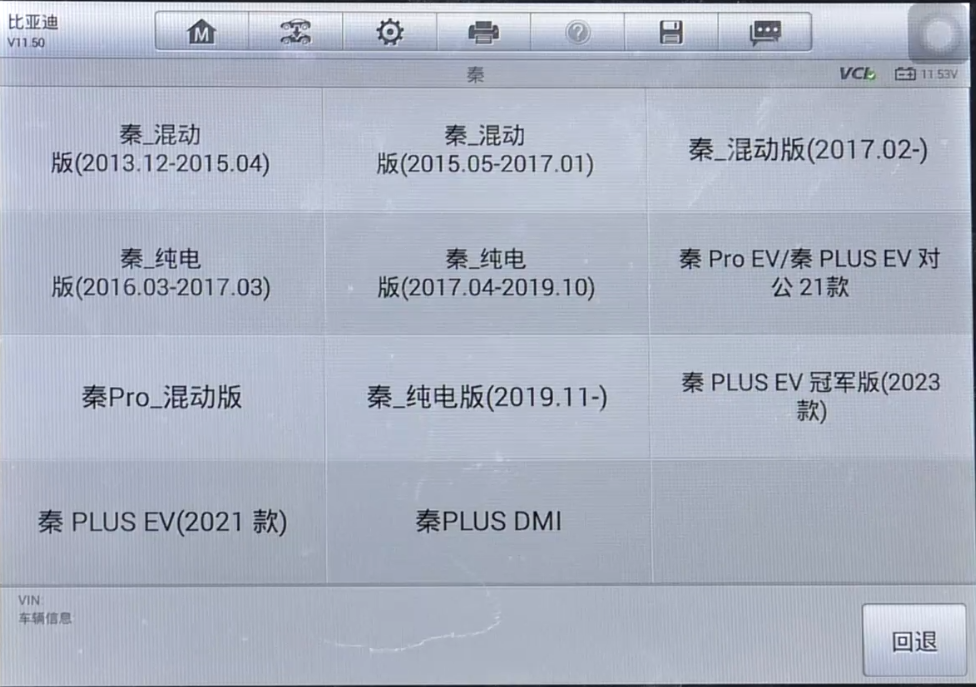 比亚迪
V11.50
M
秦
VCI
11.53V
秦_混动
版(2013.12-2015.04)
秦_混动
版(2015.05-2017.01)
秦_混动版(2017.02-)
秦_纯电
版(2016.03-2017.03)
秦_纯电
版(2017.04-2019.10)
秦 Pro EV/秦 PLUS EV 对
公 21款
秦Pro_混动版
秦_纯电版(2019.11-)
秦 PLUS EV 冠军版(2023
款)
秦 PLUS EV(2021 款)
秦PLUS DMI
VIN:
车辆信息
回退